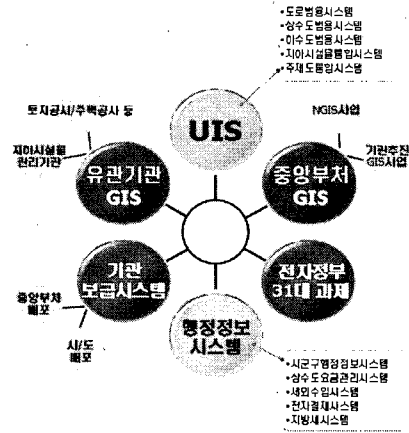 •도로범용시스템
•상수도범용시스템
•하수도범용시스템
•지하시설물통합시스템
•주제도통합시스템
UIS
토지공사/주택공사 등
지하시설물
관리기관
유관기관
GIS
NGIS사업
기관추진
GIS사업
중앙부처
GIS
기관
보급시스템
중앙부처
배포
시/도
배포
전자정부
31대 과제
행정정보
시스템
•시군구행정정보시스템
•상수도요금관리시스템
•세외수입시스템
•전자결재시스템
•지방세시스템